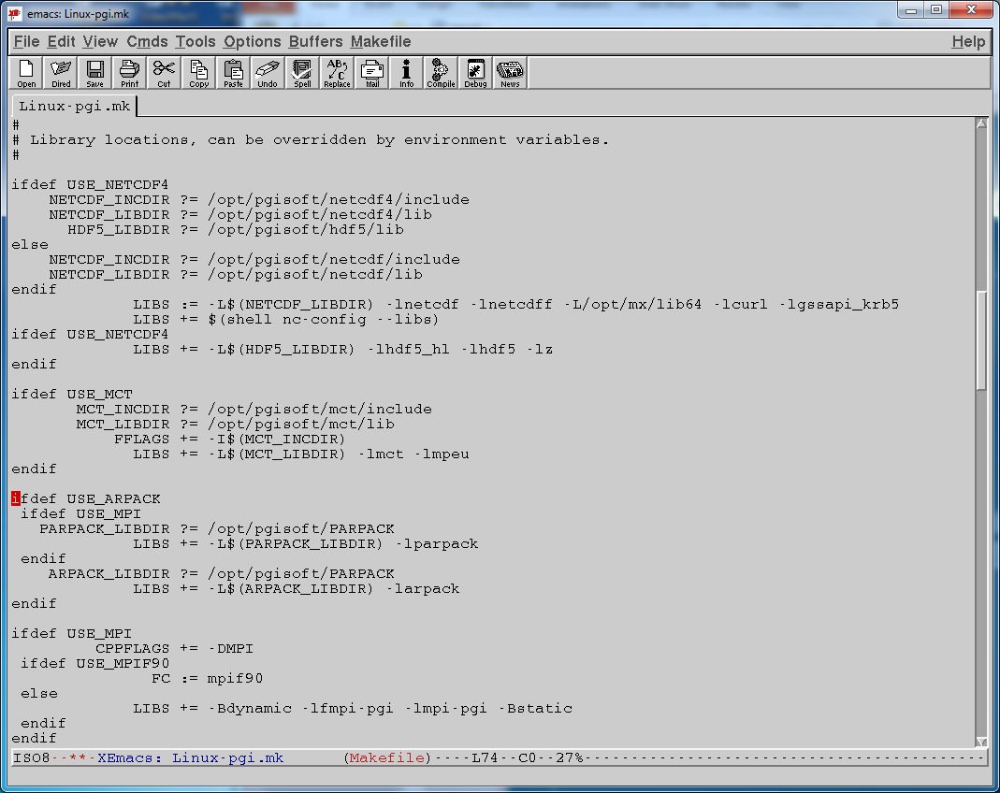 emacs: Linux-pgi.mk
File Edit View Cmds Tools Options Buffers Makefile Help
Open Dired Save Print Cut Copy Paste Undo Spell Replace Mail Info Compile Debug News
Linux-pgi.mk
#
# Library locations, can be overridden by environment variables.
#
ifdef USE_NETCDF4
    NETCDF_INCDIR ?= /opt/pgisoft/netcdf4/include
    NETCDF_LIBDIR ?= /opt/pgisoft/netcdf4/lib
      HDF5_LIBDIR ?= /opt/pgisoft/hdf5/lib
else
    NETCDF_INCDIR ?= /opt/pgisoft/netcdf/include
    NETCDF_LIBDIR ?= /opt/pgisoft/netcdf/lib
endif
             LIBS := -L$(NETCDF_LIBDIR) -lnetcdf -lnetcdff -L/opt/mx/lib64 -lcurl -lgssapi_krb5
             LIBS += $(shell nc-config --libs)
ifdef USE_NETCDF4
             LIBS += -L$(HDF5_LIBDIR) -lhdf5_hl -lhdf5 -lz
endif
ifdef USE_MCT
       MCT_INCDIR ?= /opt/pgisoft/mct/include
       MCT_LIBDIR ?= /opt/pgisoft/mct/lib
           FFLAGS += -I$(MCT_INCDIR)
             LIBS += -L$(MCT_LIBDIR) -lmct -lmpeu
endif
ifdef USE_ARPACK
 ifdef USE_MPI
   PARPACK_LIBDIR ?= /opt/pgisoft/PARPACK
             LIBS += -L$(PARPACK_LIBDIR) -lparpack
 endif
    ARPACK_LIBDIR ?= /opt/pgisoft/PARPACK
             LIBS += -L$(ARPACK_LIBDIR) -larpack
endif
ifdef USE_MPI
         CPPFLAGS += -DMPI
 ifdef USE_MPIF90
               FC := mpif90
 else
             LIBS += -Bdynamic -lfmpi-pgi -lmpi-pgi -Bstatic
 endif
endif
ISO8--**-XEmacs: Linux-pgi.mk      (Makefile)----L74--C0--27%-------------------------------------------